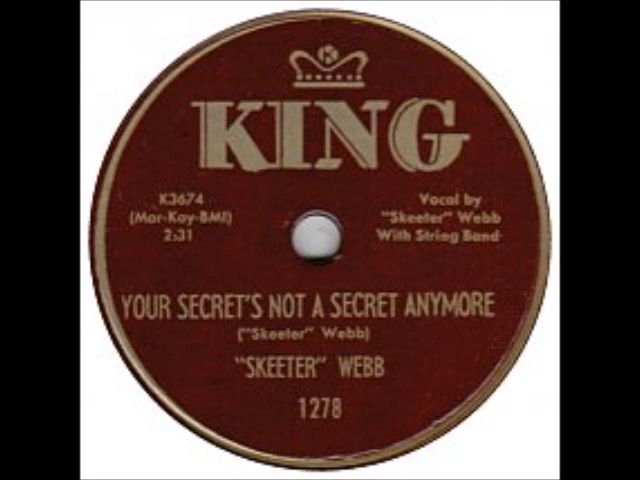 K
KING
K3674
(Mar-Kay-BMI)
2:31
Vocal by
"Skeeter" Webb
With String Band
YOUR SECRET'S NOT A SECRET ANYMORE
("Skeeter" Webb)
"SKEETER" WEBB
1278